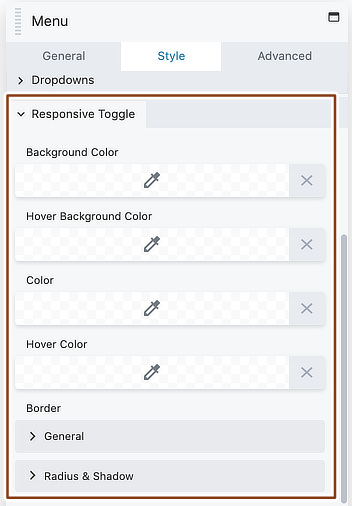 Menu
General Style Advanced
Dropdowns
Responsive Toggle
Background Color
Hover Background Color
Color
Hover Color
Border
General
Radius & Shadow